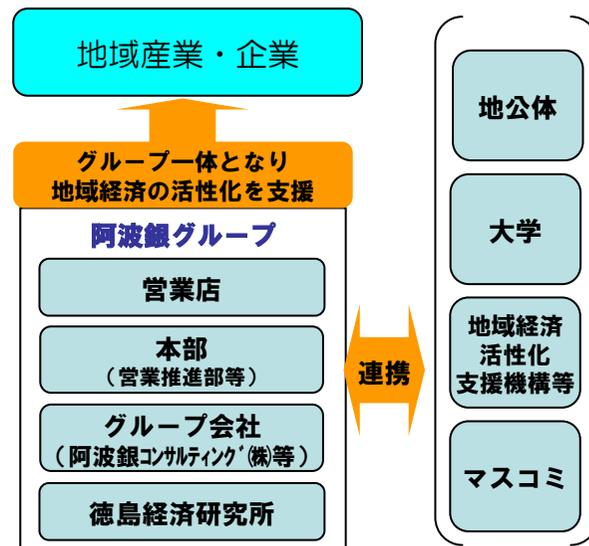 地域産業・企業
グループ一体となり
地域経済の活性化を支援
阿波銀グループ
営業店
本部
(営業推進部等)
グループ会社
(阿波銀ｺﾝｻﾙﾃｨﾝｸﾞ㈱等)
徳島経済研究所
連携
地公体
大学
地域経済
活性化
支援機構等
マスコミ